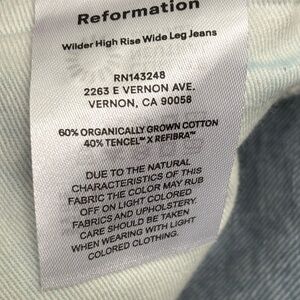 Reformation
Wilder High Rise Wide Leg Jeans
RN143248
2263 E VERNON AVE.
VERNON, CA 90058
60% ORGANICALLY GROWN COTTON
40% TENCEL™ X REFIBRA™
DUE TO THE NATURAL
CHARACTERISTICS OF THIS
FABRIC THE COLOR MAY RUB
OFF ON LIGHT COLORED
FABRICS AND UPHOLSTERY.
CARE SHOULD BE TAKEN
WHEN WEARING WITH LIGHT
COLORED CLOTHING.